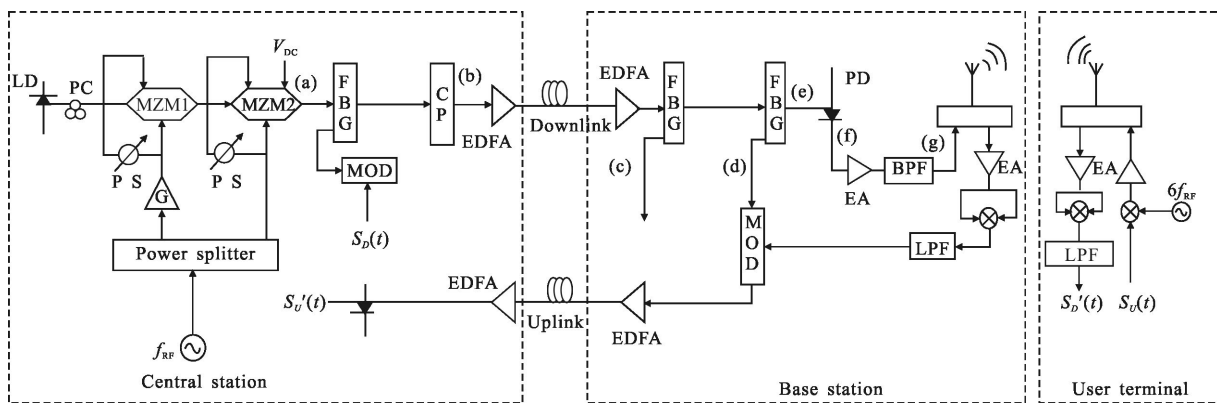 LD
PC
MZM1
P S
G
Power splitter
f_RF
V_DC
MZM2
(a)
P S
FBG
MOD
S_D(t)
CP
(b)
EDFA
Downlink
S_U'(t)
EDFA
Uplink
Central station
EDFA
FBG
(c)
FBG
(d)
(e)
PD
(f)
EA
BPF
(g)
EA
LPF
MOD
EDFA
Base station
EA
LPF
S_D'(t)
6f_RF
S_U(t)
User terminal